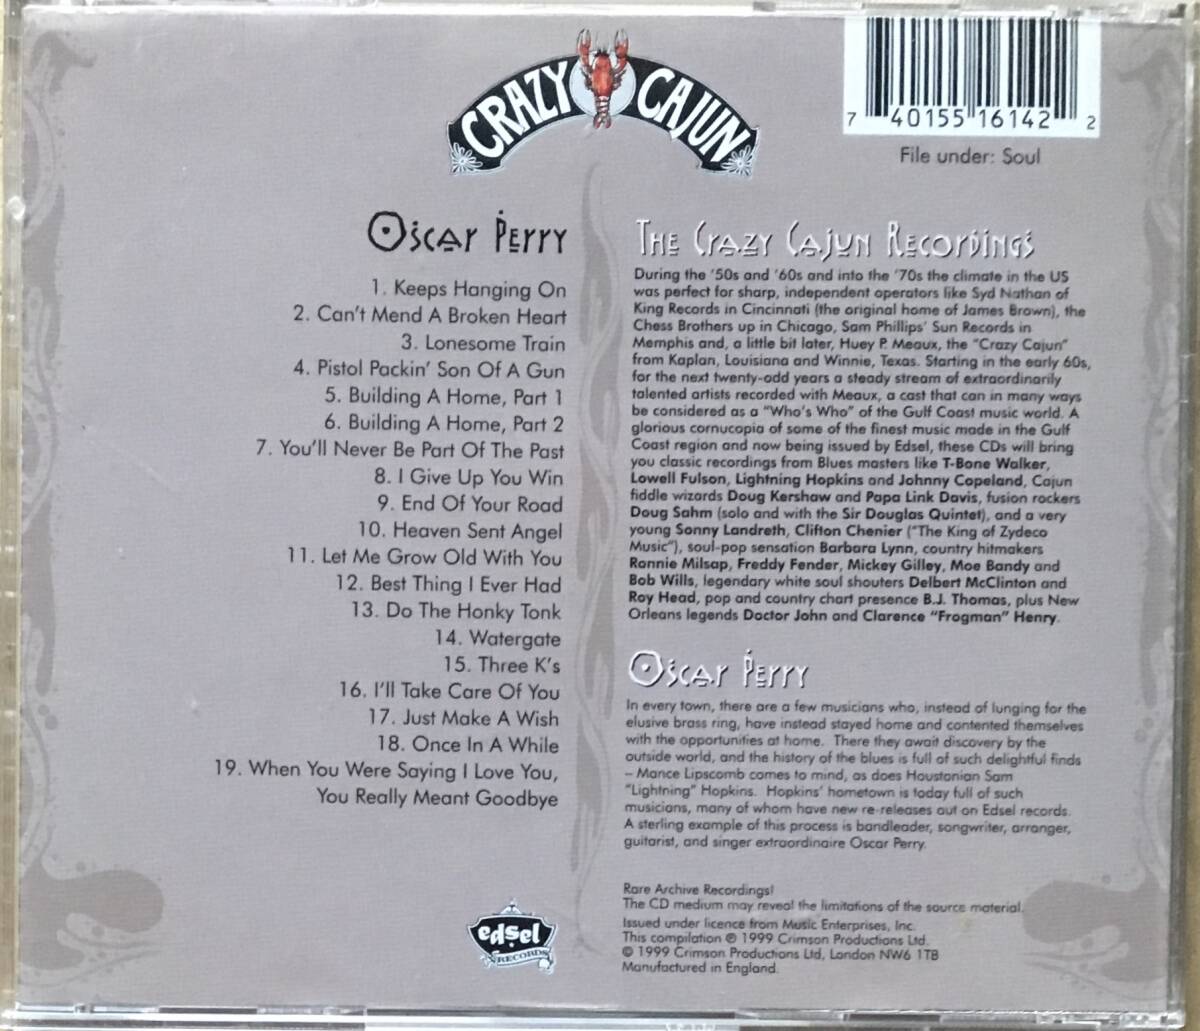 CRAZY CAJUN
7 40155 16142 2
File under: Soul
Oscar Perry
1. Keeps Hanging On
2. Can't Mend A Broken Heart
3. Lonesome Train
4. Pistol Packin' Son Of A Gun
5. Building A Home, Part 1
6. Building A Home, Part 2
7. You'll Never Be Part Of The Past
8. I Give Up You Win
9. End Of Your Road
10. Heaven Sent Angel
11. Let Me Grow Old With You
12. Best Thing I Ever Had
13. Do The Honky Tonk
14. Watergate
15. Three K's
16. I'll Take Care Of You
17. Just Make A Wish
18. Once In A While
19. When You Were Saying I Love You,
You Really Meant Goodbye
edsel
RECORDS
The Crazy Cajun Recordings
During the '50s and '60s and into the '70s the climate in the US
was perfect for sharp, independent operators like Syd Nathan of
King Records in Cincinnati (the original home of James Brown), the
Chess Brothers up in Chicago, Sam Phillips' Sun Records in
Memphis and, a little bit later, Huey P. Meaux, the "Crazy Cajun"
from Kaplan, Louisiana and Winnie, Texas. Starting in the early 60s,
for the next twenty-odd years a steady stream of extraordinarily
talented artists recorded with Meaux, a cast that can in many ways
be considered as a "Who's Who" of the Gulf Coast music world. A
glorious cornucopia of some of the finest music made in the Gulf
Coast region and now being issued by Edsel, these CDs will bring
you classic recordings from Blues masters like T-Bone Walker,
Lowell Fulson, Lightning Hopkins and Johnny Copeland, Cajun
fiddle wizards Doug Kershaw and Papa Link Davis, fusion rockers
Doug Sahm (solo and with the Sir Douglas Quintet), and a very
young Sonny Landreth, Clifton Chenier ("The King of Zydeco
Music"), soul-pop sensation Barbara Lynn, country hitmakers
Ronnie Milsap, Freddy Fender, Mickey Gilley, Moe Bandy and
Bob Wills, legendary white soul shouters Delbert McClinton and
Roy Head, pop and country chart presence B.J. Thomas, plus New
Orleans legends Doctor John and Clarence "Frogman" Henry.
Oscar Perry
In every town, there are a few musicians who, instead of lunging for the
elusive brass ring, have instead stayed home and contented themselves
with the opportunities at home. There they await discovery by the
outside world, and the history of the blues is full of such delightful finds
– Mance Lipscomb comes to mind, as does Houstonian Sam
"Lightning" Hopkins. Hopkins' hometown is today full of such
musicians, many of whom have new re-releases out on Edsel records.
A sterling example of this process is bandleader, songwriter, arranger,
guitarist, and singer extraordinaire Oscar Perry.
Rare Archive Recordings!
The CD medium may reveal the limitations of the source material.
Issued under licence from Music Enterprises, Inc.
This compilation ℗ 1999 Crimson Productions Ltd.
© 1999 Crimson Productions Ltd, London NW6 1TB
Manufactured in England.